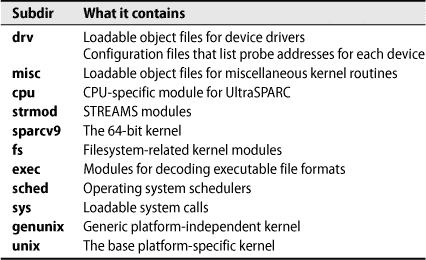 Subdir What it contains
drv Loadable object files for device drivers
Configuration files that list probe addresses for each device
misc Loadable object files for miscellaneous kernel routines
cpu CPU-specific module for UltraSPARC
strmod STREAMS modules
sparcv9 The 64-bit kernel
fs Filesystem-related kernel modules
exec Modules for decoding executable file formats
sched Operating system schedulers
sys Loadable system calls
genunix Generic platform-independent kernel
unix The base platform-specific kernel